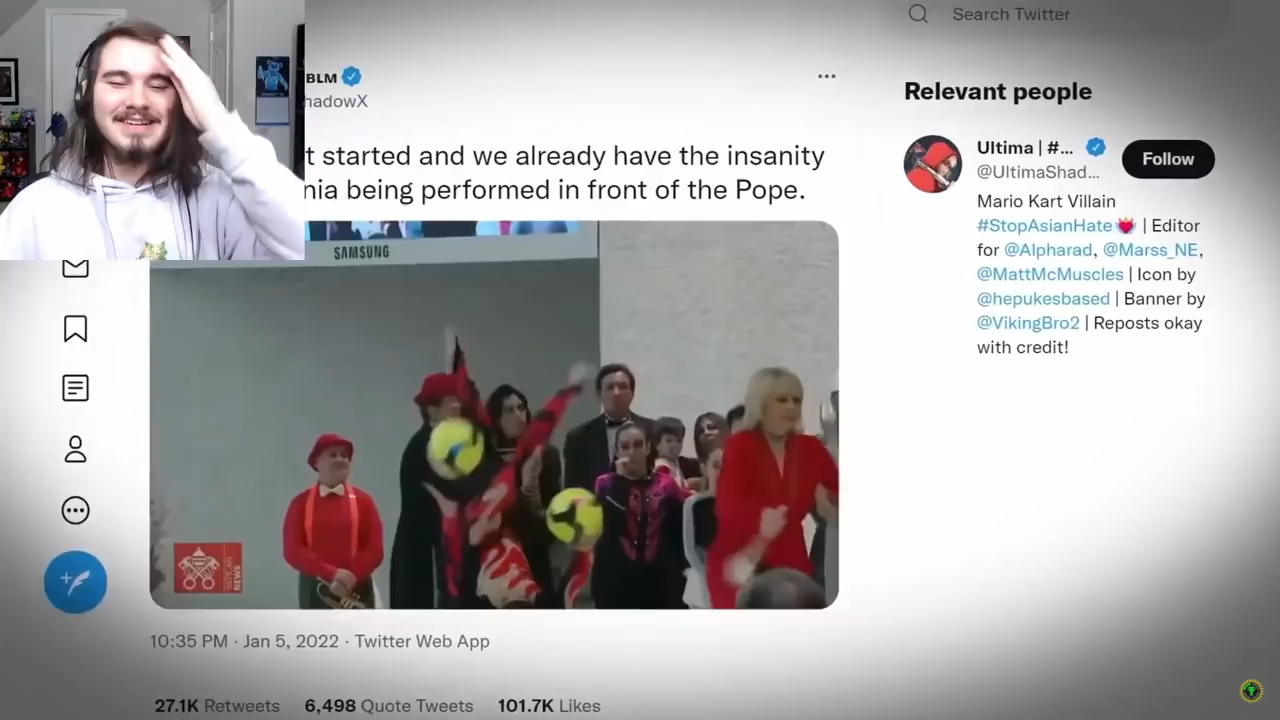 Search Twitter
BLM
hadowX
Relevant people
t started and we already have the insanity
nia being performed in front of the Pope.
Ultima | #...
@UltimaShad...
Follow
Mario Kart Villain
#StopAsianHate | Editor
for @Alpharad, @Marss_NE,
@MattMcMuscles | Icon by
@hepukesbased | Banner by
@VikingBro2 | Reposts okay
with credit!
SAMSUNG
VATICAN
NEWS
10:35 PM · Jan 5, 2022 · Twitter Web App
27.1K Retweets 6,498 Quote Tweets 101.7K Likes